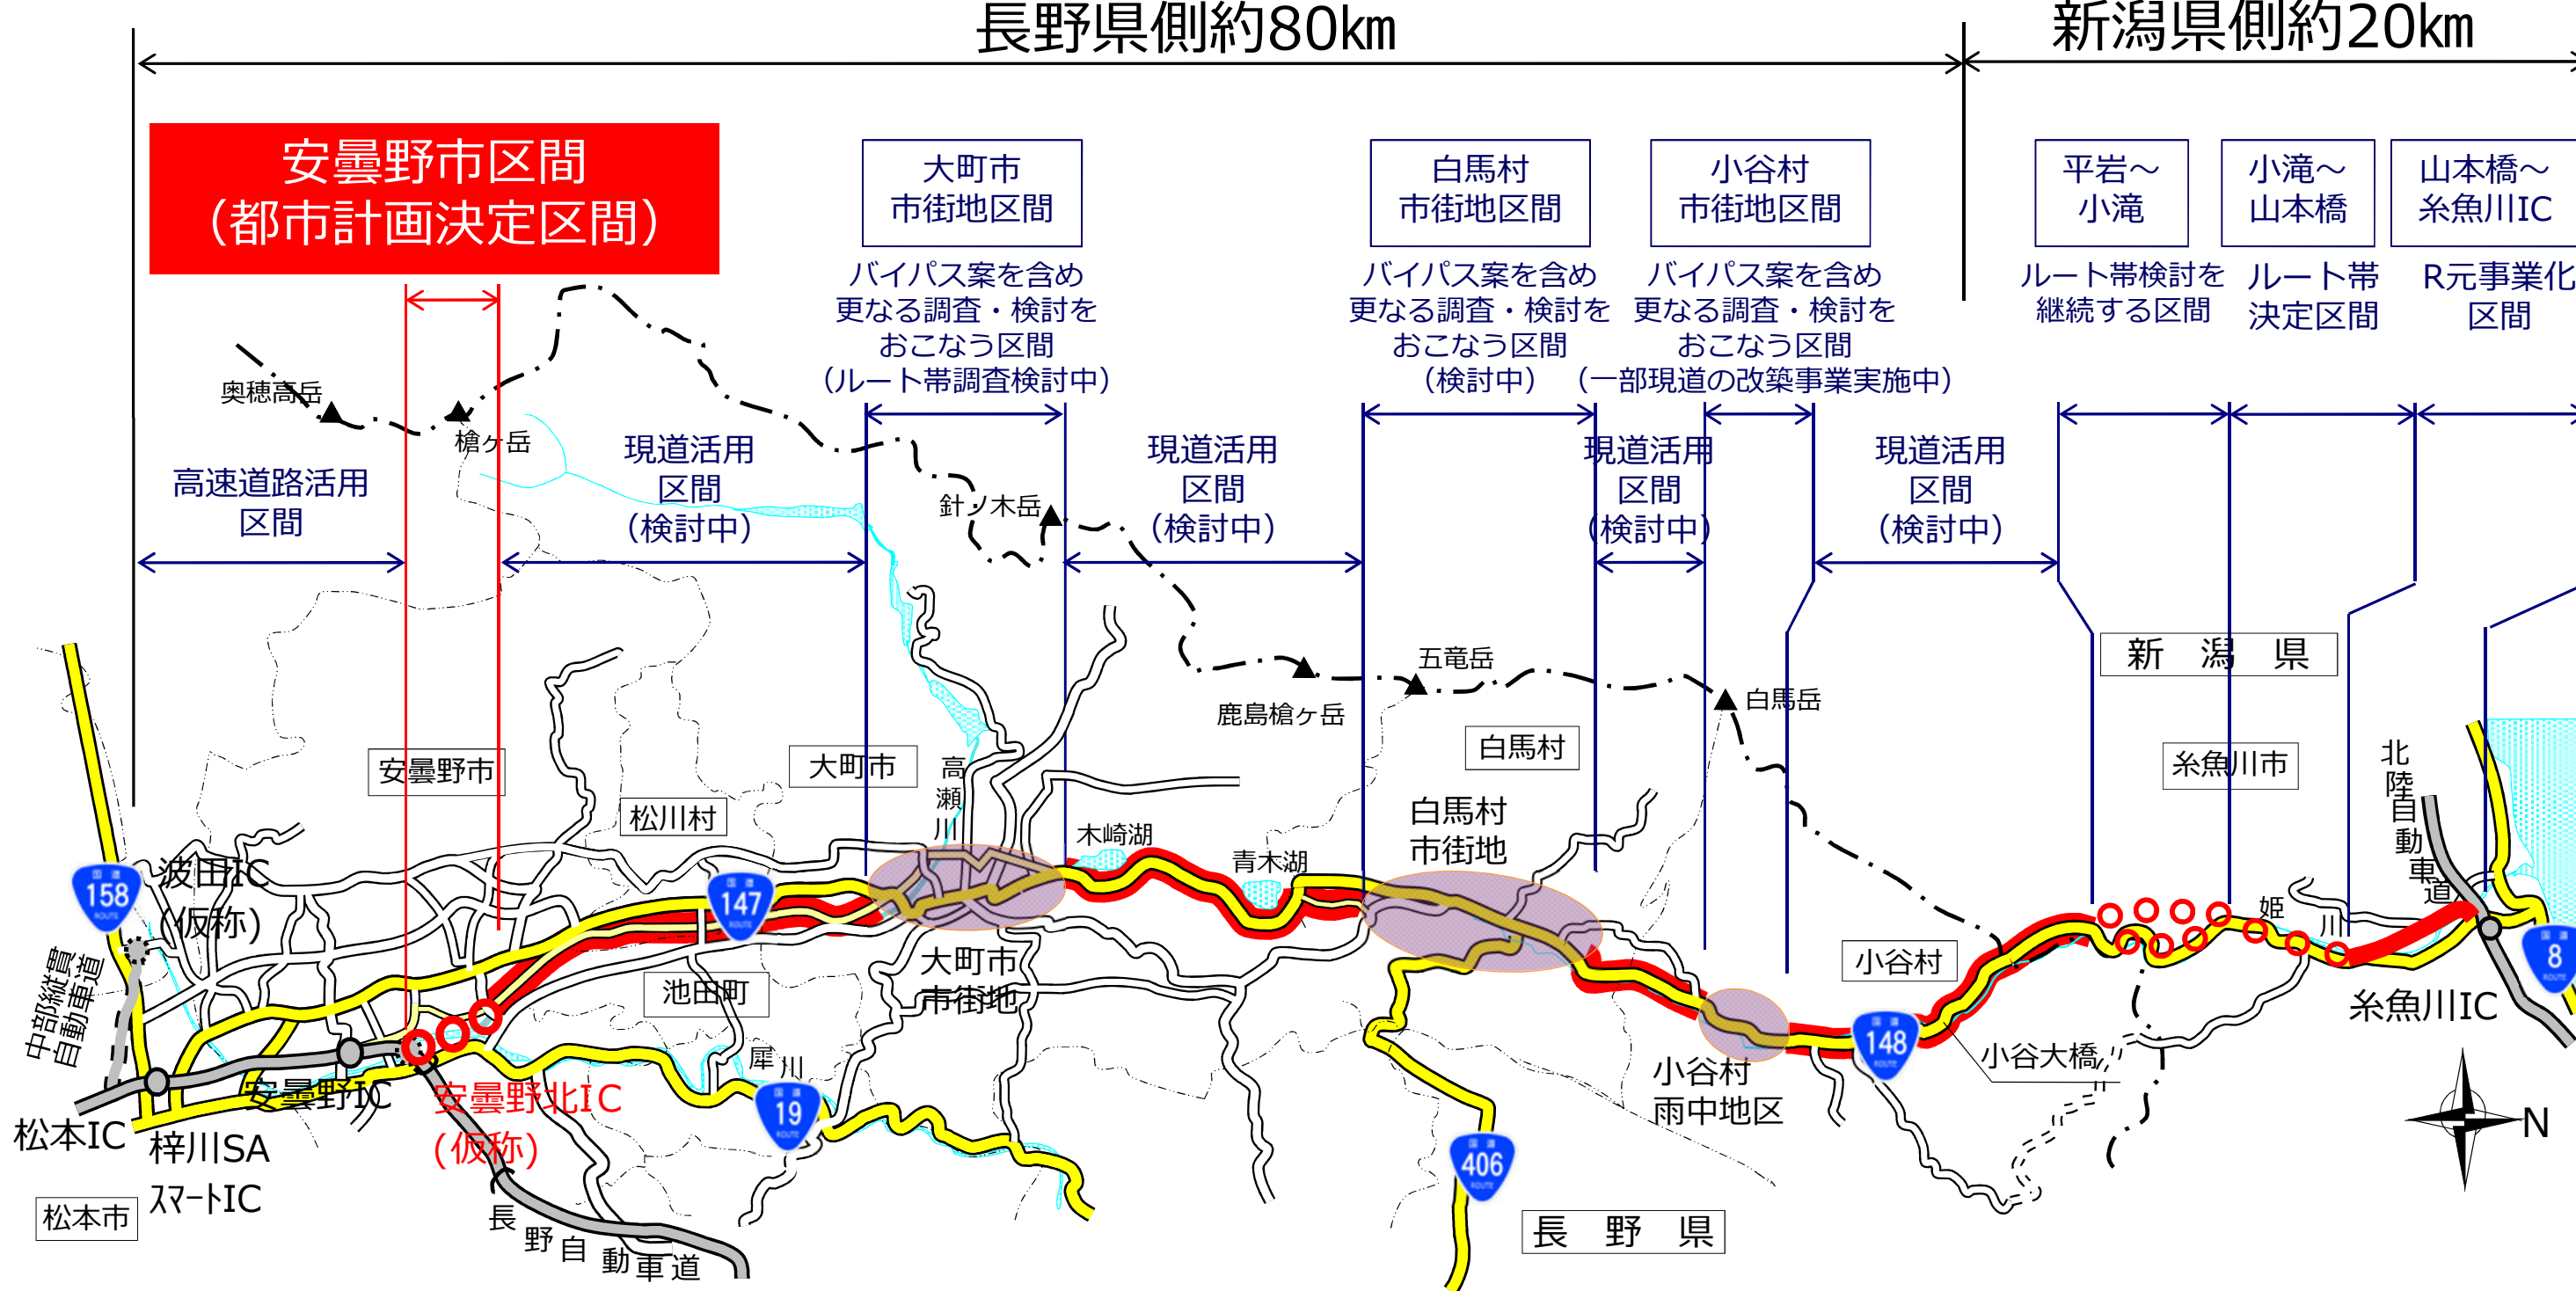 長野県側約80㎞
新潟県側約20㎞
安曇野市区間
（都市計画決定区間）
大町市
市街地区間
バイパス案を含め
更なる調査・検討を
おこなう区間
（ルート帯調査検討中）
白馬村
市街地区間
バイパス案を含め
更なる調査・検討を
おこなう区間
（検討中）
小谷村
市街地区間
バイパス案を含め
更なる調査・検討を
おこなう区間
（一部現道の改築事業実施中）
平岩～
小滝
ルート帯検討を
継続する区間
小滝～
山本橋
ルート帯
決定区間
山本橋～
糸魚川IC
R元事業化
区間
奥穂高岳
槍ヶ岳
高速道路活用
区間
現道活用
区間
（検討中）
針ノ木岳
現道活用
区間
（検討中）
現道活用
区間
（検討中）
現道活用
区間
（検討中）
五竜岳
鹿島槍ヶ岳
白馬岳
新　潟　県
安曇野市
松川村
大町市
高瀬川
白馬村
糸魚川市
北陸自動車道
木崎湖
青木湖
白馬村
市街地
国道
158
ROUTE
波田IC
(仮称)
国道
147
ROUTE
姫川
中部縦貫
自動車道
池田町
大町市
市街地
小谷村
国道
8
ROUTE
糸魚川IC
国道
148
ROUTE
小谷大橋
小谷村
雨中地区
犀川
国道
19
ROUTE
安曇野IC
安曇野北IC
(仮称)
松本IC
梓川SA
ｽﾏｰﾄIC
松本市
国道
406
ROUTE
N
長野自動車道
長　野　県